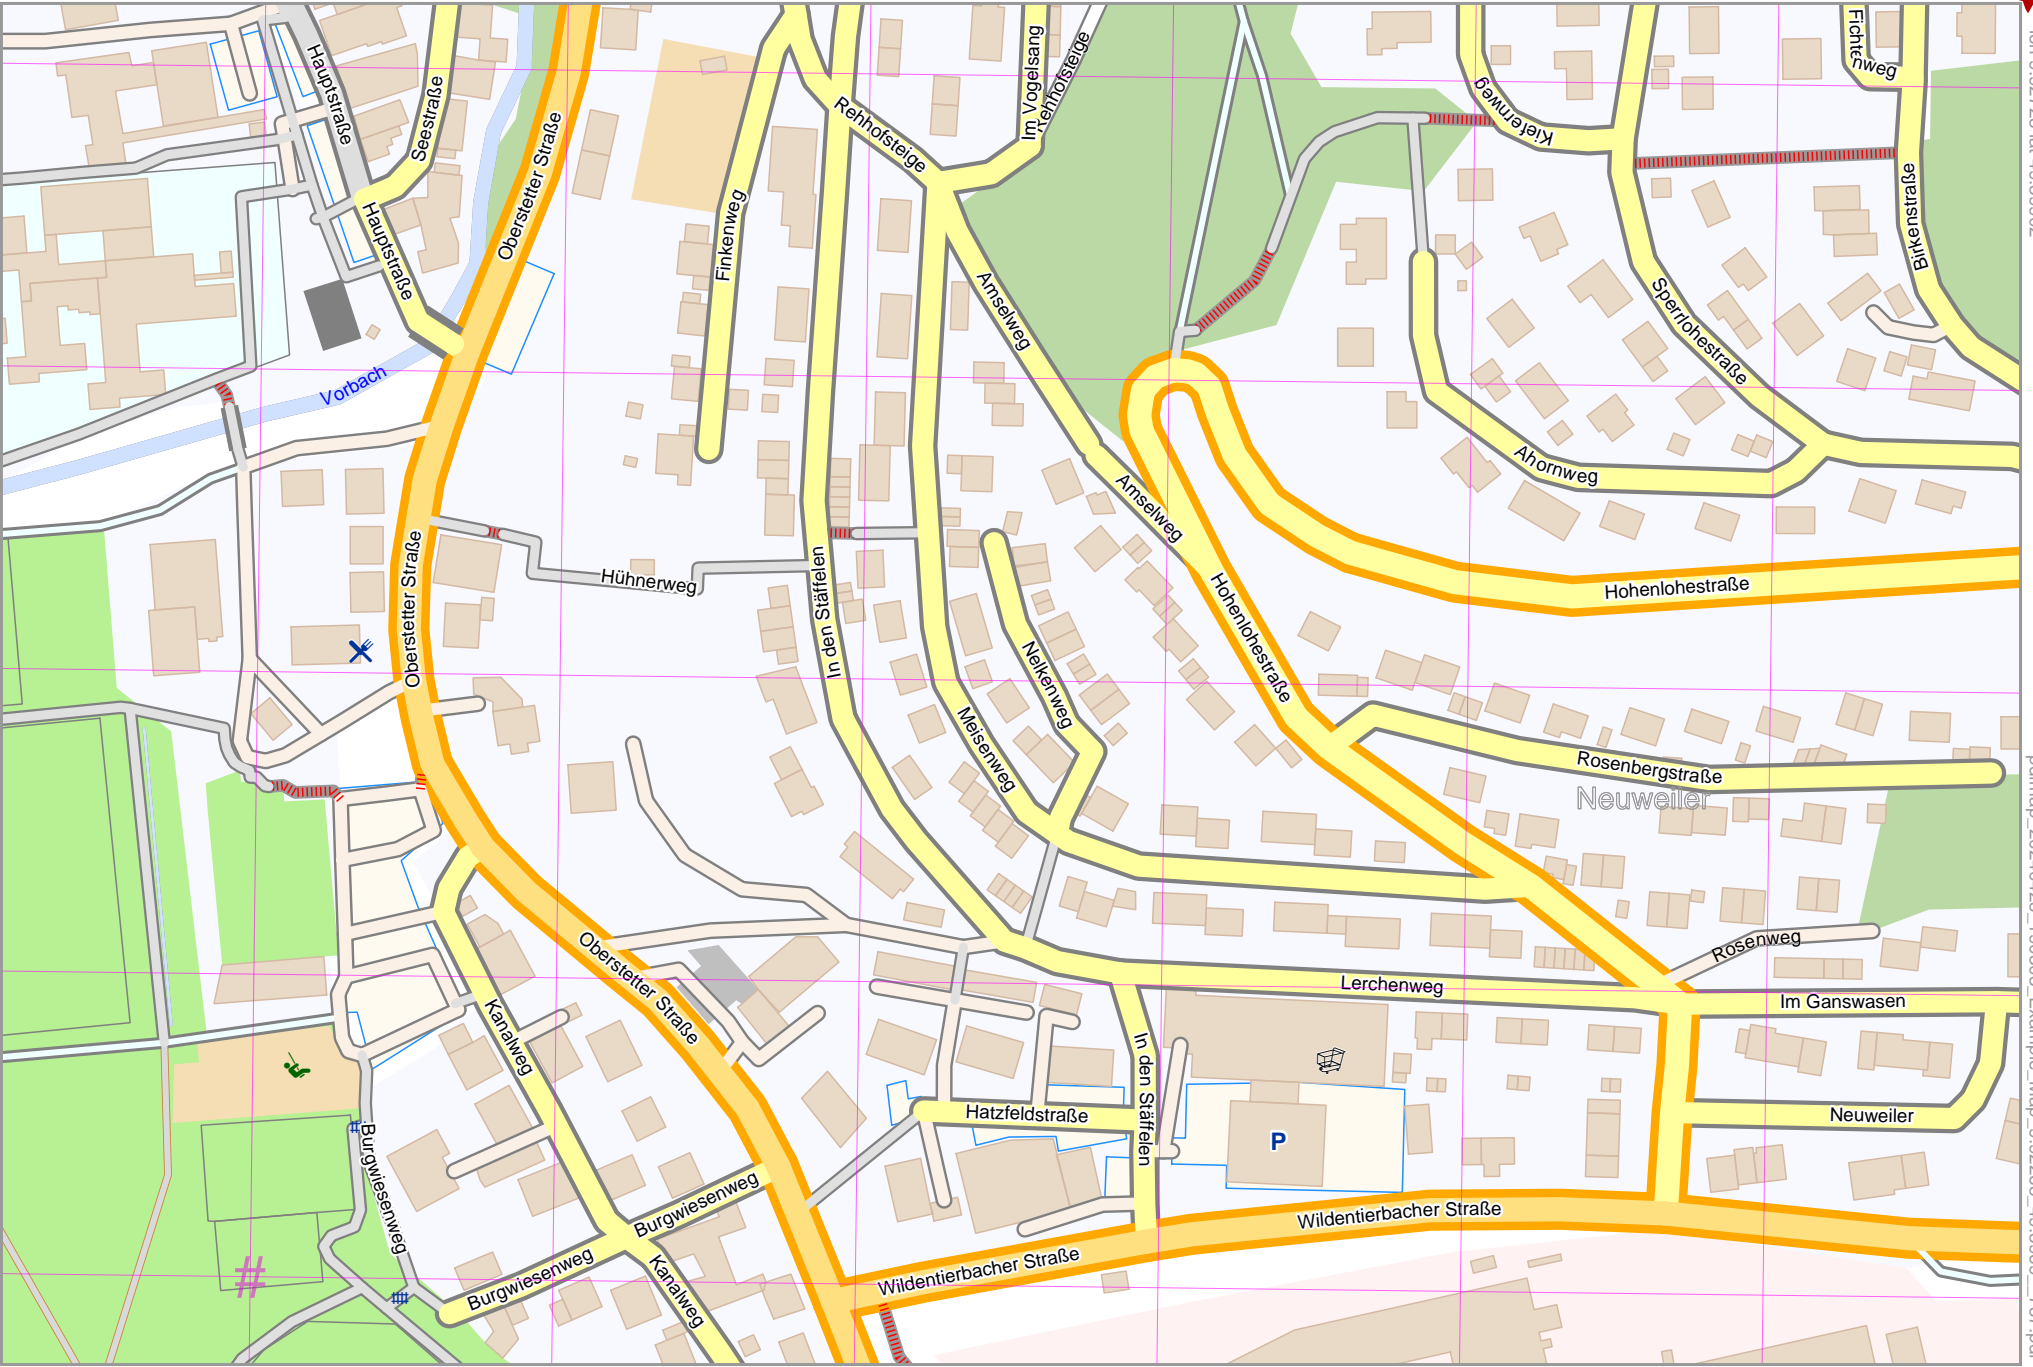 Hauptstraße
Seestraße
Oberstetter Straße
Im Vogelsang
Rehhofsteige
Rehhofsteige
Kiefernweg
Fichtenweg
Birkenstraße
Hauptstraße
Finkenweg
Amselweg
Sperrlohestraße
Vorbach
Ahornweg
Amselweg
Oberstetter Straße
Hühnerweg
In den Stäffelen
Hohenlohestraße
Hohenlohestraße
Nelkenweg
Meisenweg
Rosenbergstraße
Neuweiler
Rosenweg
Oberstetter Straße
Lerchenweg
Im Ganswasen
Kanalweg
In den Stäffelen
Hatzfeldstraße
Neuweiler
P
Burgwiesenweg
Burgwiesenweg
Wildentierbacher Straße
Wildentierbacher Straße
Burgwiesenweg
Kanalweg
#